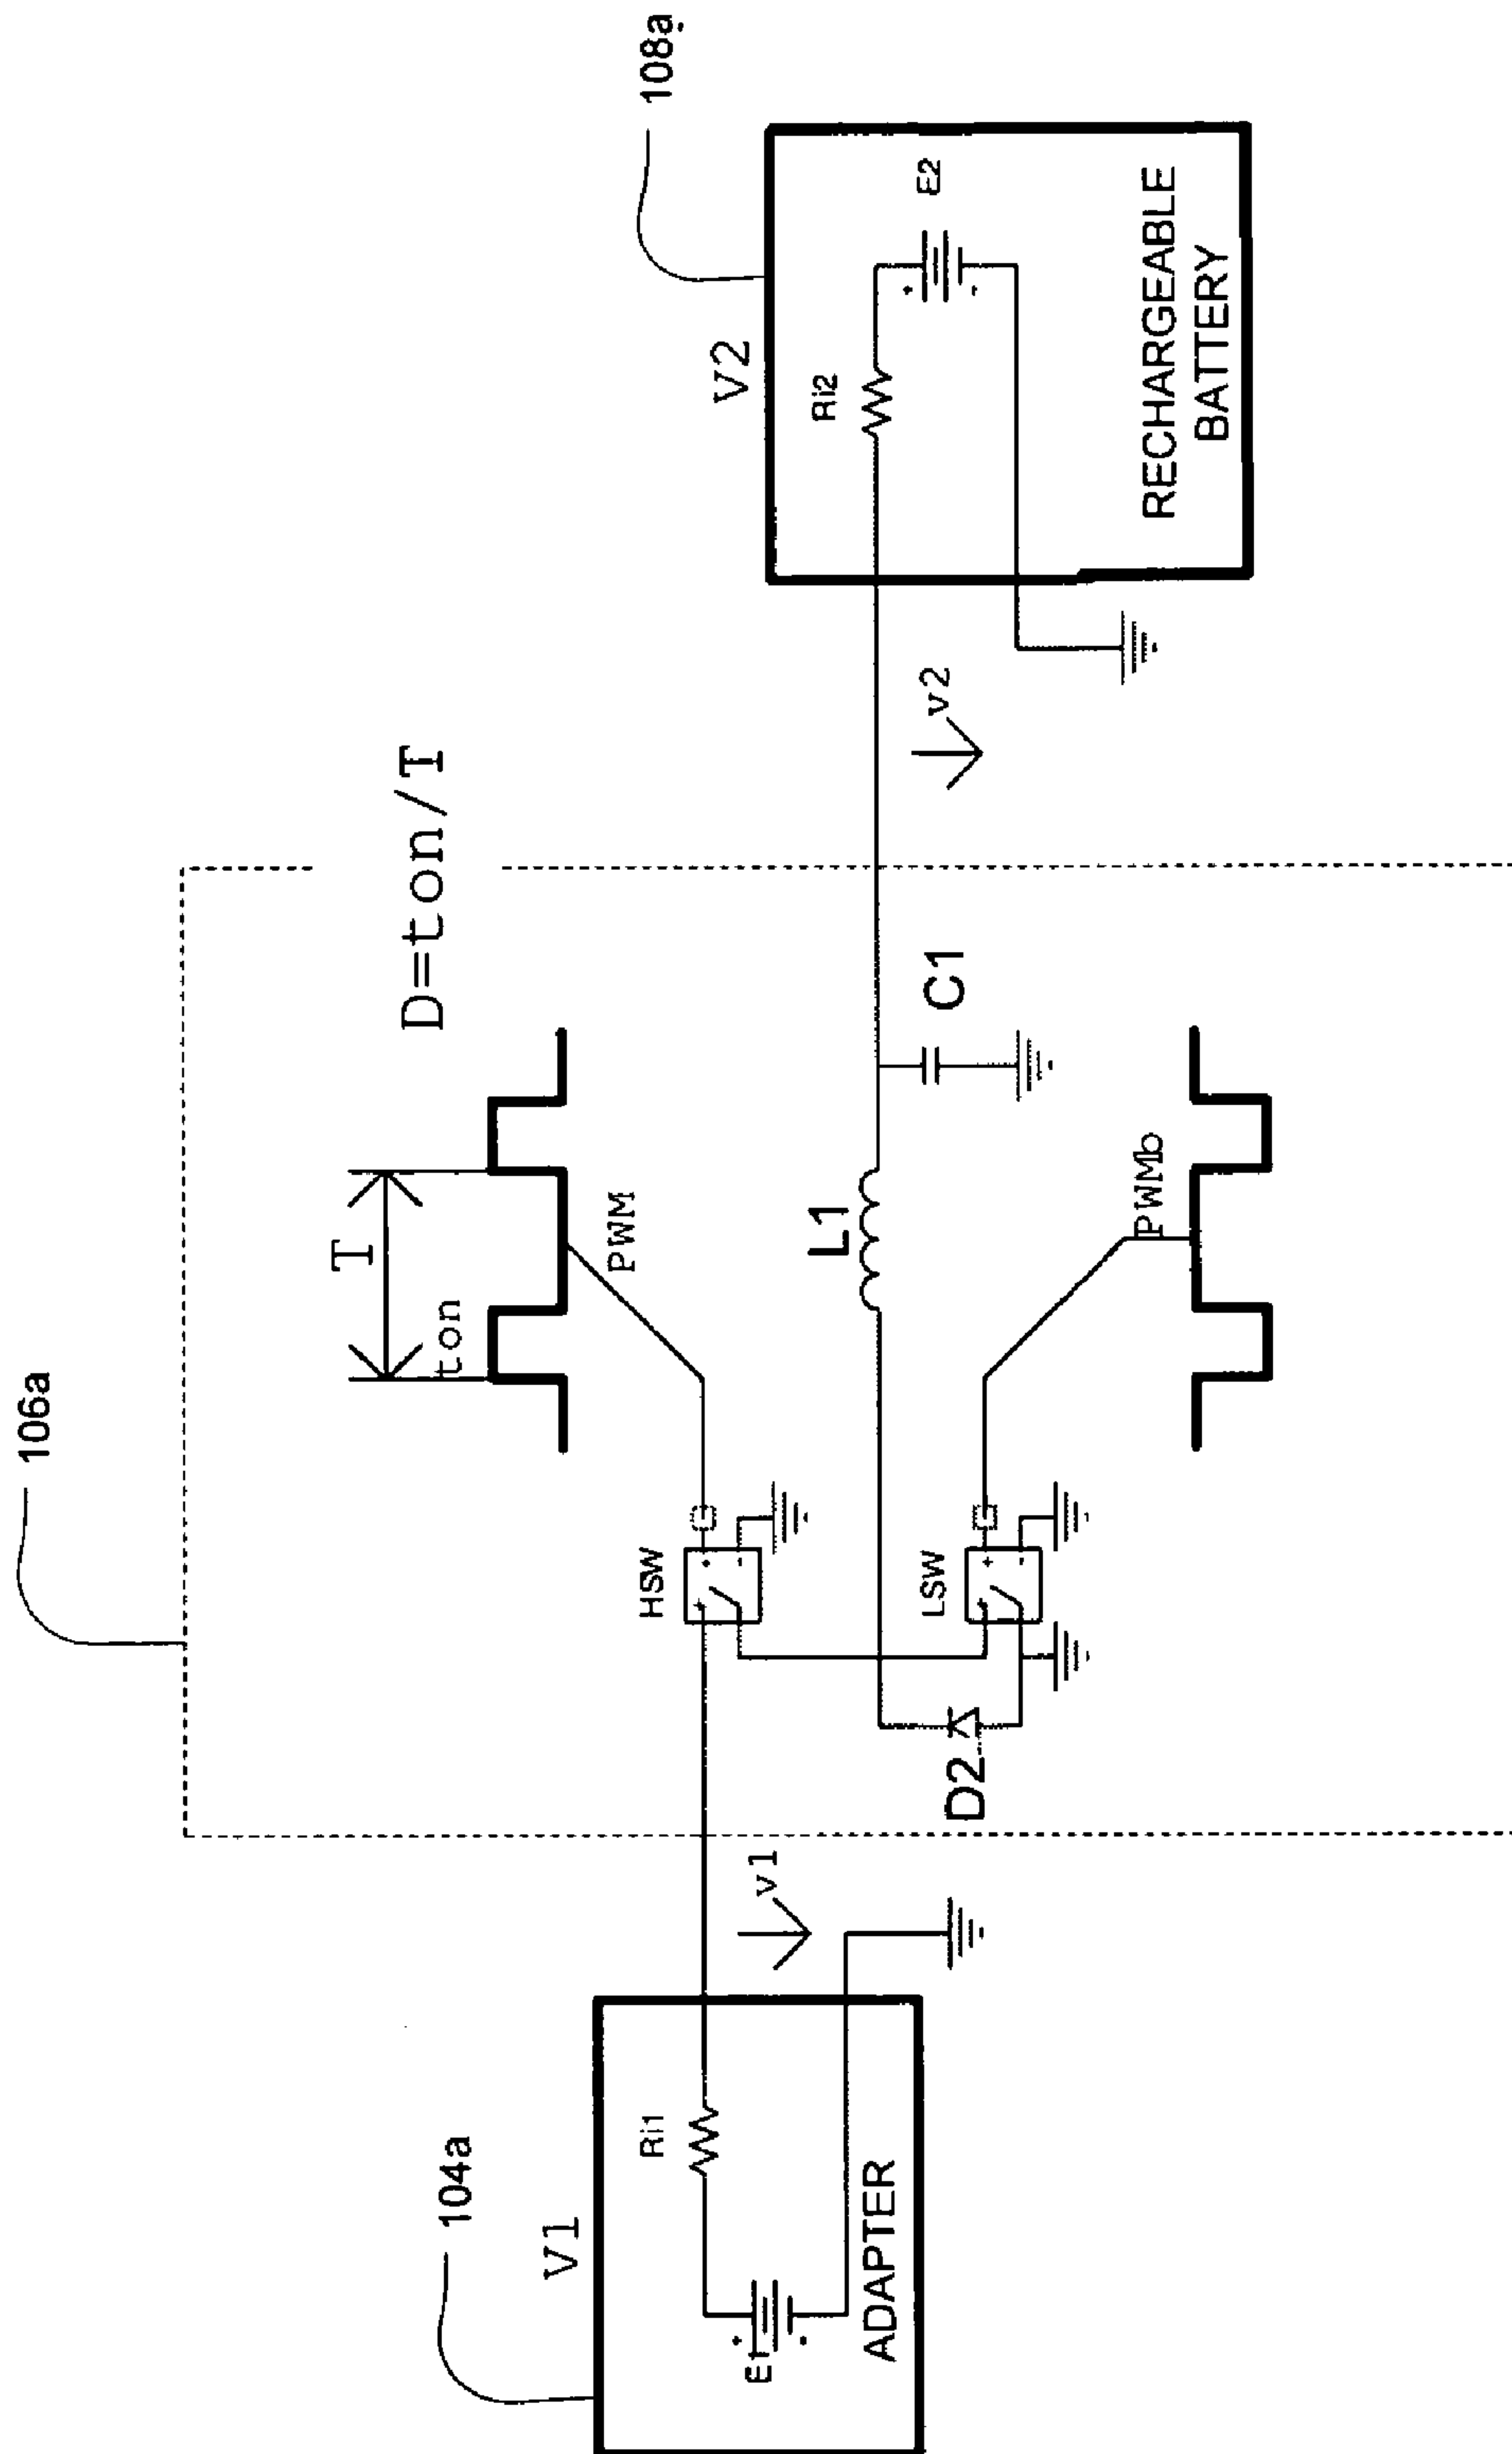 106a
D=ton/T
T
ton
PWM
104a
V1
Ri1
E1
ADAPTER
v1
HSW
L1
C1
D2
LSW
PWMb
v2
108a
V2
Ri2
E2
RECHARGEABLE
BATTERY